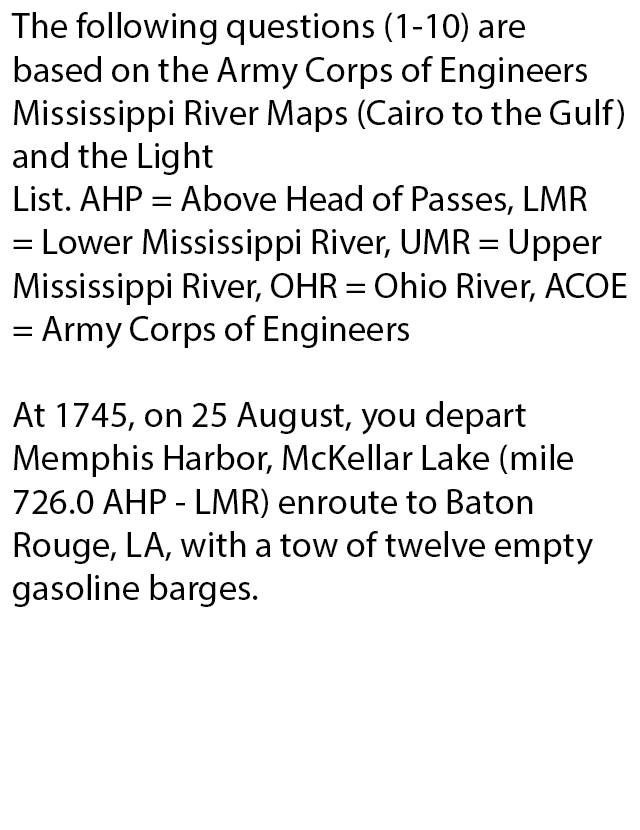 The following questions (1-10) are
based on the Army Corps of Engineers
Mississippi River Maps (Cairo to the Gulf)
and the Light
List. AHP = Above Head of Passes, LMR
= Lower Mississippi River, UMR = Upper
Mississippi River, OHR = Ohio River, ACOE
= Army Corps of Engineers
At 1745, on 25 August, you depart
Memphis Harbor, McKellar Lake (mile
726.0 AHP - LMR) enroute to Baton
Rouge, LA, with a tow of twelve empty
gasoline barges.